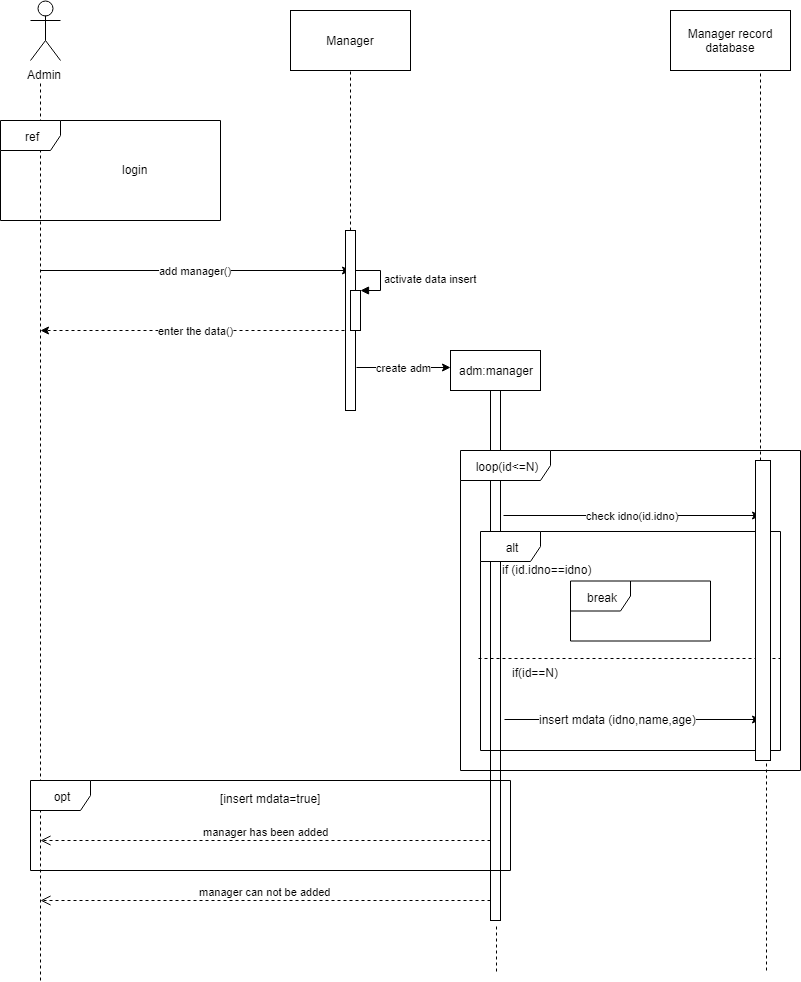 Admin
Manager
Manager record
database
ref
login
add manager()
activate data insert
enter the data()
create adm
adm:manager
loop(id<=N)
check idno(id.idno)
alt
if (id.idno==idno)
break
if(id==N)
insert mdata (idno,name,age)
opt
[insert mdata=true]
manager has been added
manager can not be added